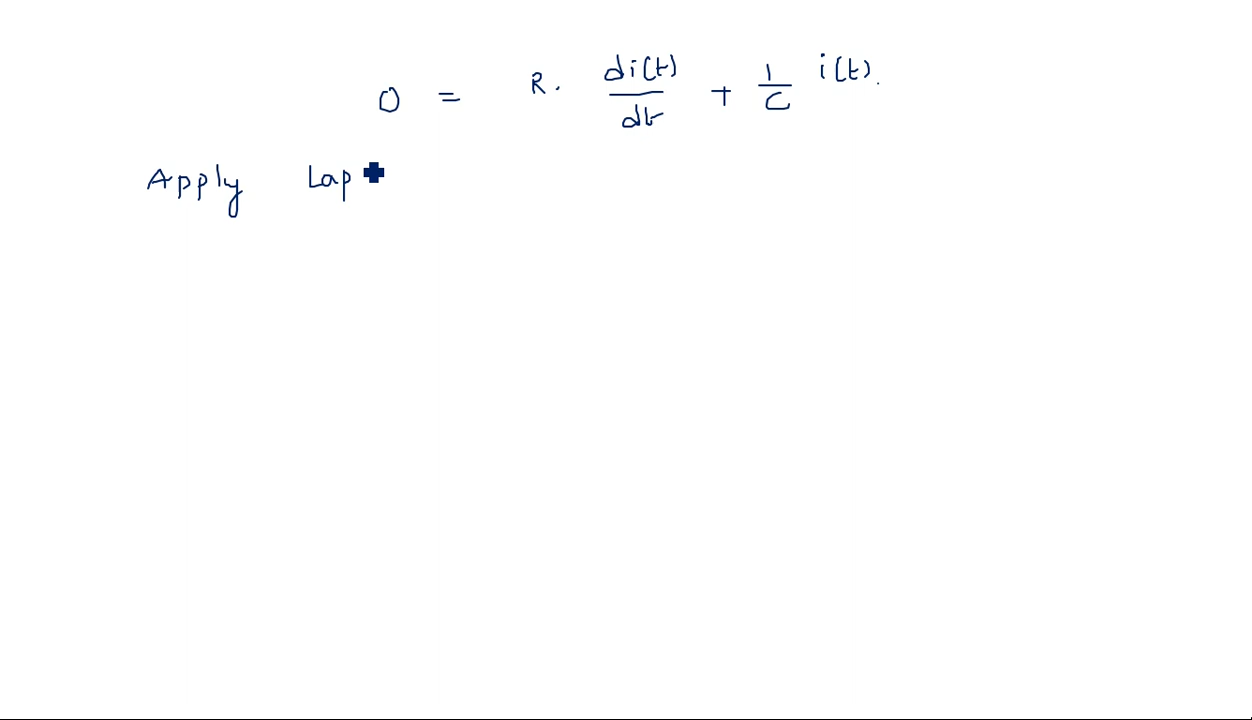 0 = R. di(t)/dt + 1/C i(t).
Apply Lap